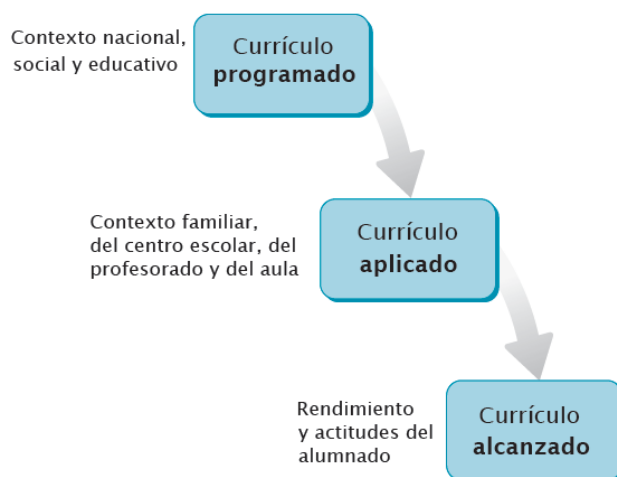 Contexto nacional,
social y educativo
Currículo
programado
Contexto familiar,
del centro escolar, del
profesorado y del aula
Currículo
aplicado
Rendimiento
y actitudes del
alumnado
Currículo
alcanzado